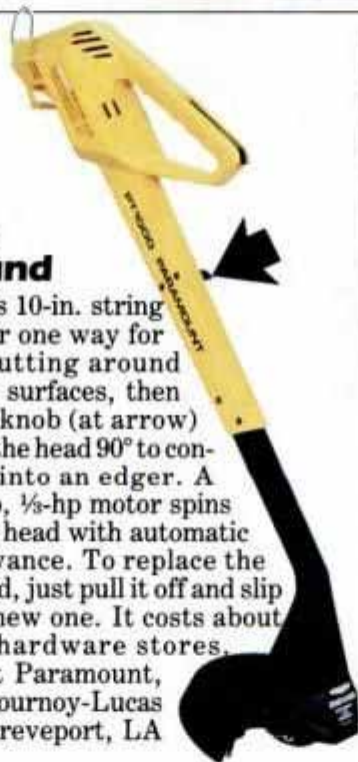 und
s 10-in. string
r one way for
utting around
surfaces, then
knob (at arrow)
the head 90° to con-
into an edger. A
, ⅓-hp motor spins
head with automatic
vance. To replace the
d, just pull it off and slip
new one. It costs about
hardware stores.
t Paramount,
ournoy-Lucas
reveport, LA
PARAMOUNT